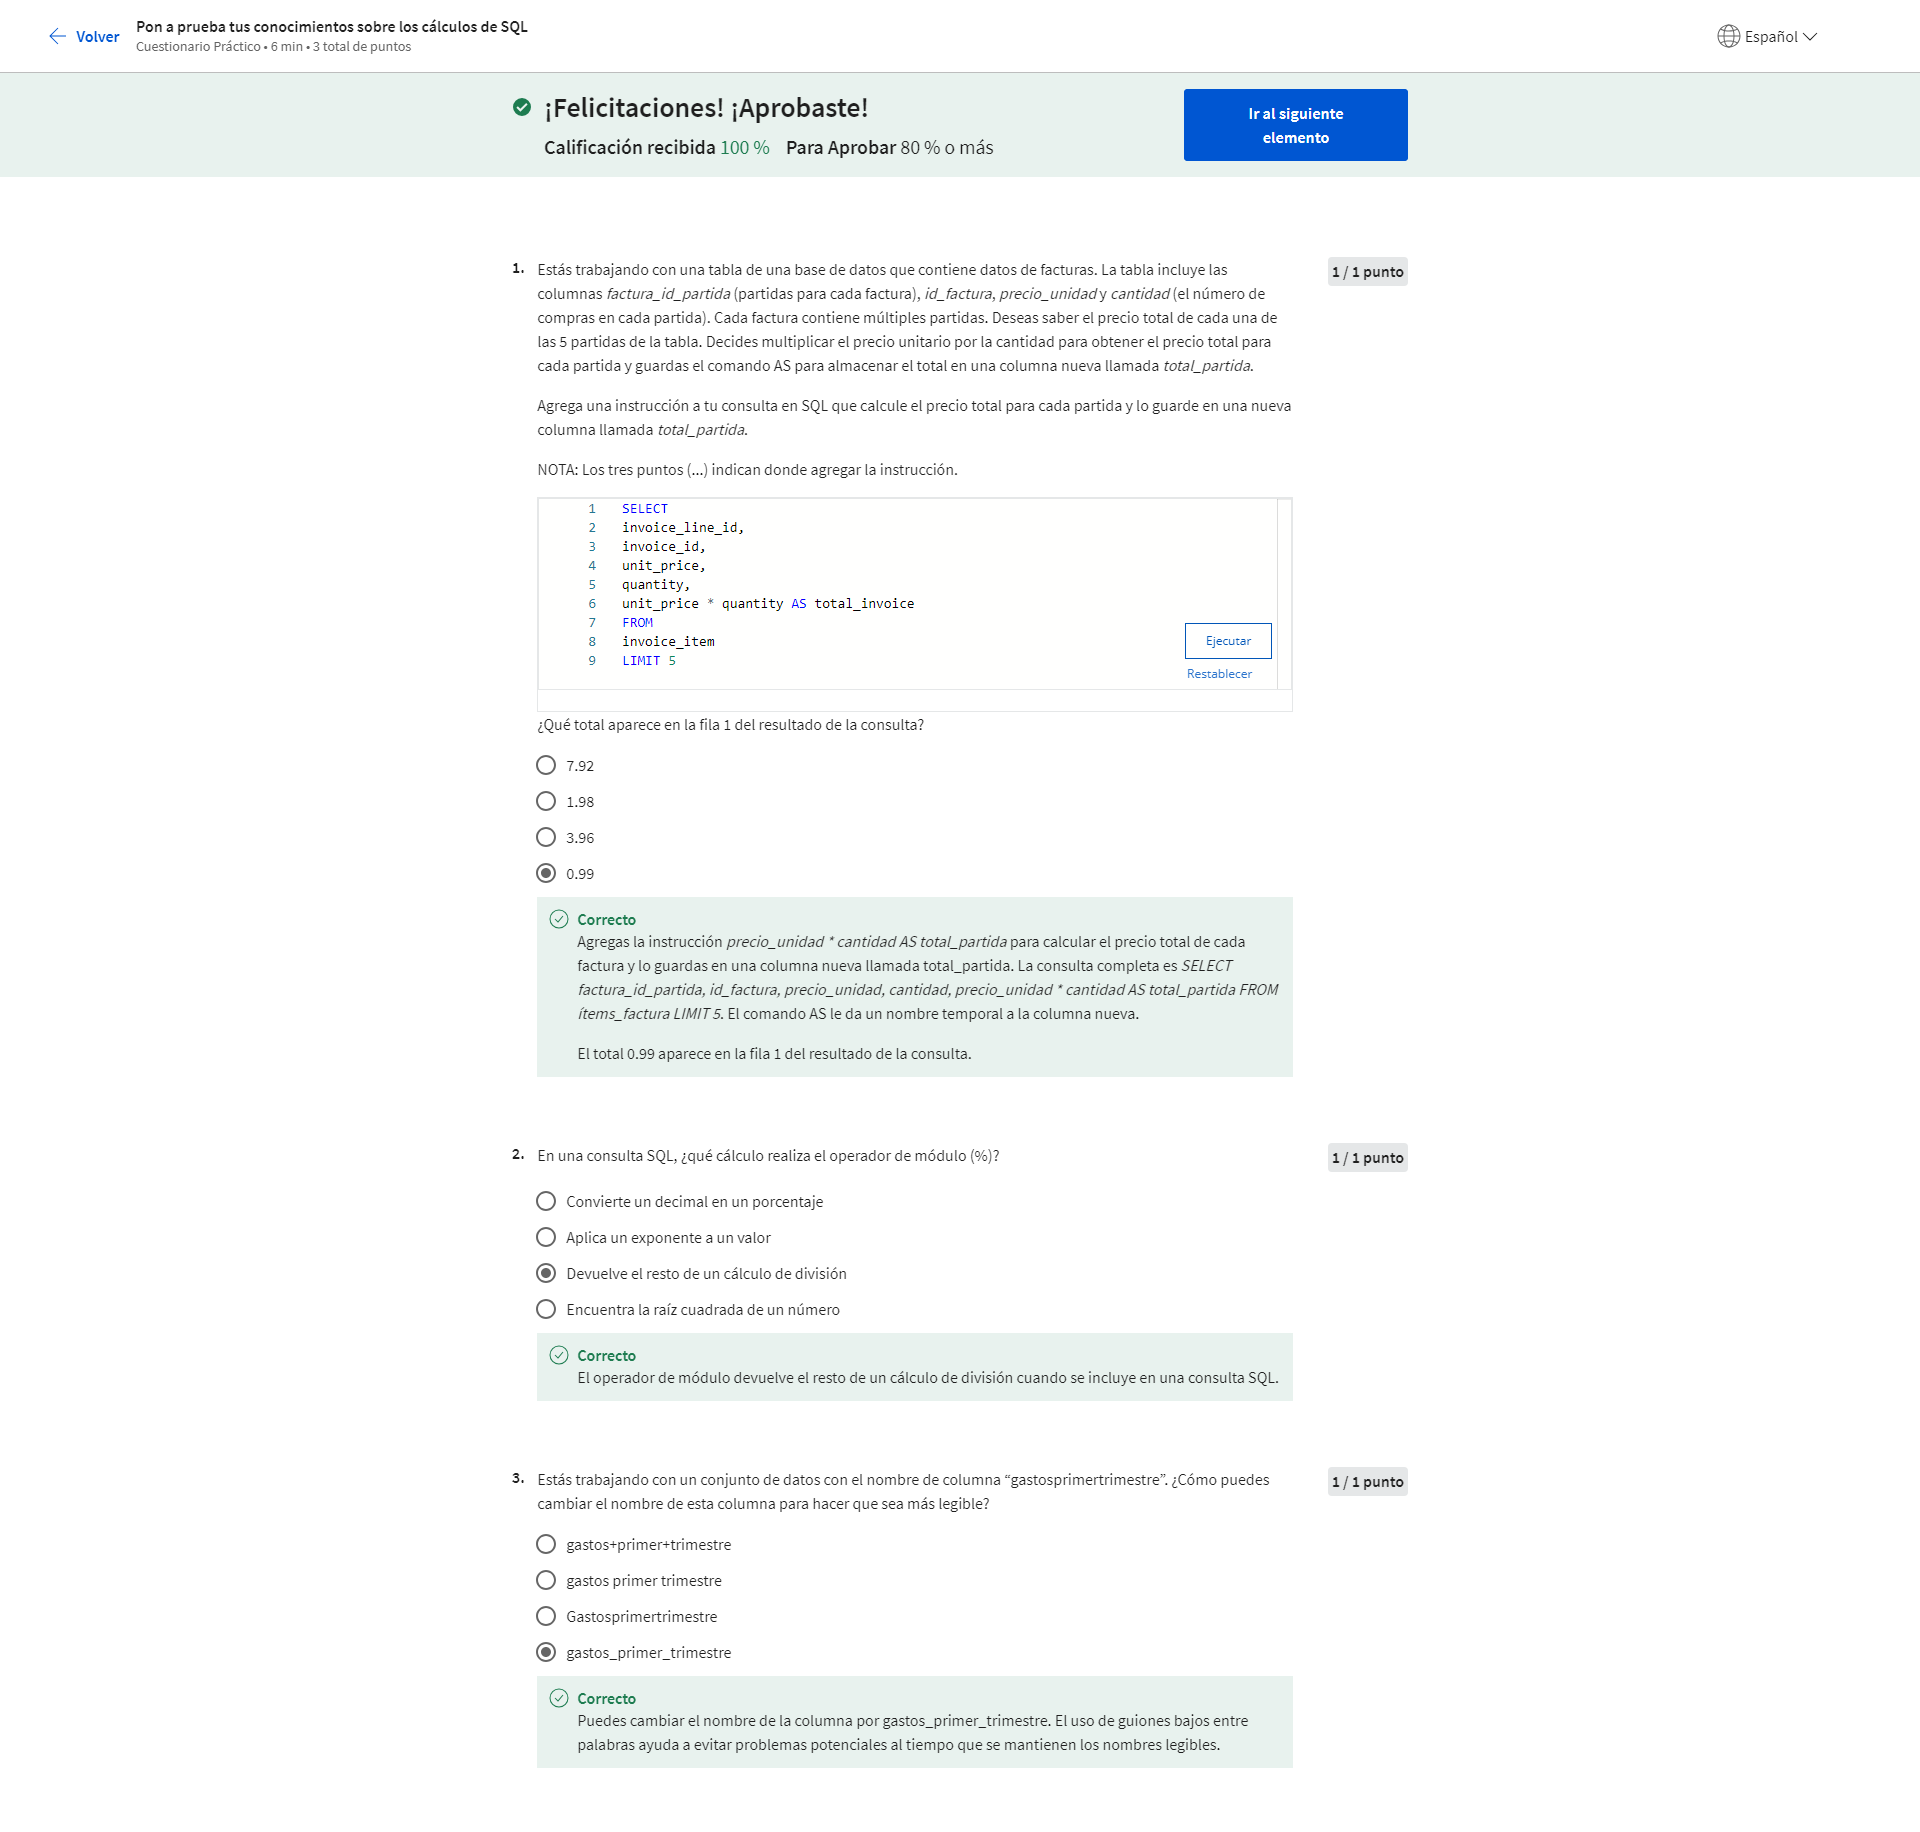 Volver
Pon a prueba tus conocimientos sobre los cálculos de SQL
Cuestionario Práctico • 6 min • 3 total de puntos
Español
¡Felicitaciones! ¡Aprobaste!
Calificación recibida 100 % Para Aprobar 80 % o más
Ir al siguiente
elemento
1. Estás trabajando con una tabla de una base de datos que contiene datos de facturas. La tabla incluye las
columnas factura_id_partida (partidas para cada factura), id_factura, precio_unidad y cantidad (el número de
compras en cada partida). Cada factura contiene múltiples partidas. Deseas saber el precio total de cada una de
las 5 partidas de la tabla. Decides multiplicar el precio unitario por la cantidad para obtener el precio total para
cada partida y guardas el comando AS para almacenar el total en una columna nueva llamada total_partida.
1 / 1 punto
Agrega una instrucción a tu consulta en SQL que calcule el precio total para cada partida y lo guarde en una nueva
columna llamada total_partida.
NOTA: Los tres puntos (...) indican donde agregar la instrucción.
1 SELECT
2 invoice_line_id,
3 invoice_id,
4 unit_price,
5 quantity,
6 unit_price * quantity AS total_invoice
7 FROM
8 invoice_item
9 LIMIT 5
Ejecutar
Restablecer
¿Qué total aparece en la fila 1 del resultado de la consulta?
7.92
1.98
3.96
0.99
Correcto
Agregas la instrucción precio_unidad * cantidad AS total_partida para calcular el precio total de cada
factura y lo guardas en una columna nueva llamada total_partida. La consulta completa es SELECT
factura_id_partida, id_factura, precio_unidad, cantidad, precio_unidad * cantidad AS total_partida FROM
ítems_factura LIMIT 5. El comando AS le da un nombre temporal a la columna nueva.
El total 0.99 aparece en la fila 1 del resultado de la consulta.
2. En una consulta SQL, ¿qué cálculo realiza el operador de módulo (%)?
1 / 1 punto
Convierte un decimal en un porcentaje
Aplica un exponente a un valor
Devuelve el resto de un cálculo de división
Encuentra la raíz cuadrada de un número
Correcto
El operador de módulo devuelve el resto de un cálculo de división cuando se incluye en una consulta SQL.
3. Estás trabajando con un conjunto de datos con el nombre de columna “gastosprimertrimestre”. ¿Cómo puedes
cambiar el nombre de esta columna para hacer que sea más legible?
1 / 1 punto
gastos+primer+trimestre
gastos primer trimestre
Gastosprimertrimestre
gastos_primer_trimestre
Correcto
Puedes cambiar el nombre de la columna por gastos_primer_trimestre. El uso de guiones bajos entre
palabras ayuda a evitar problemas potenciales al tiempo que se mantienen los nombres legibles.